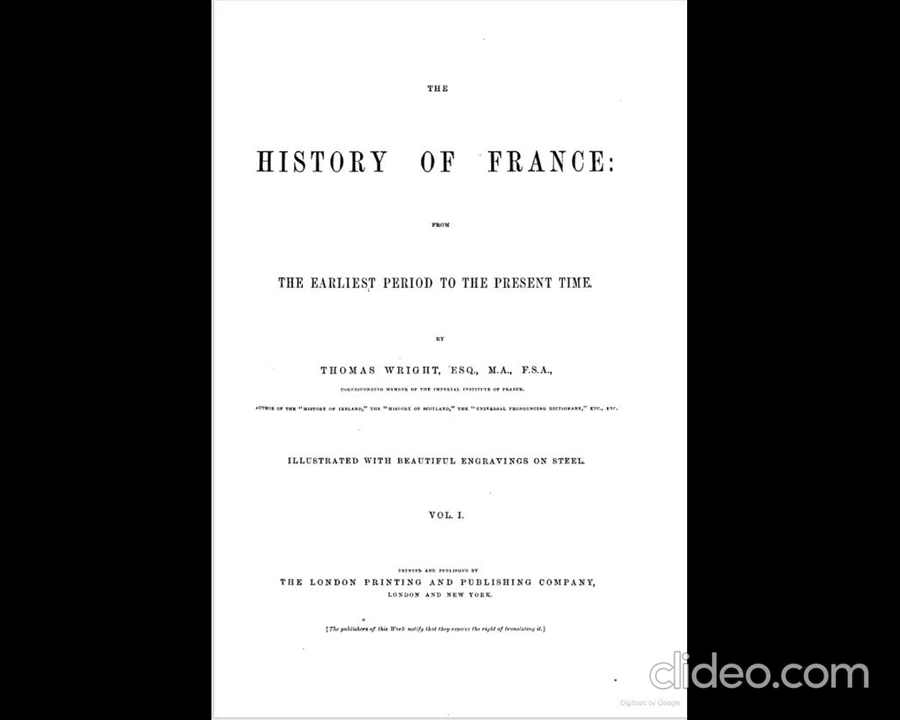 THE
HISTORY OF FRANCE:
FROM
THE EARLIEST PERIOD TO THE PRESENT TIME.
BY
THOMAS WRIGHT, ESQ., M.A., F.S.A.,
CORRESPONDING MEMBER OF THE IMPERIAL INSTITUTE OF FRANCE.
AUTHOR OF THE "HISTORY OF IRELAND," THE "HISTORY OF SCOTLAND," THE "UNIVERSAL PRONOUNCING DICTIONARY," ETC., ETC.
ILLUSTRATED WITH BEAUTIFUL ENGRAVINGS ON STEEL.
VOL. I.
PRINTED AND PUBLISHED BY
THE LONDON PRINTING AND PUBLISHING COMPANY,
LONDON AND NEW YORK.
[The publishers of this Work notify that they reserve the right of translating it.]
clideo.com
Digitized by Google